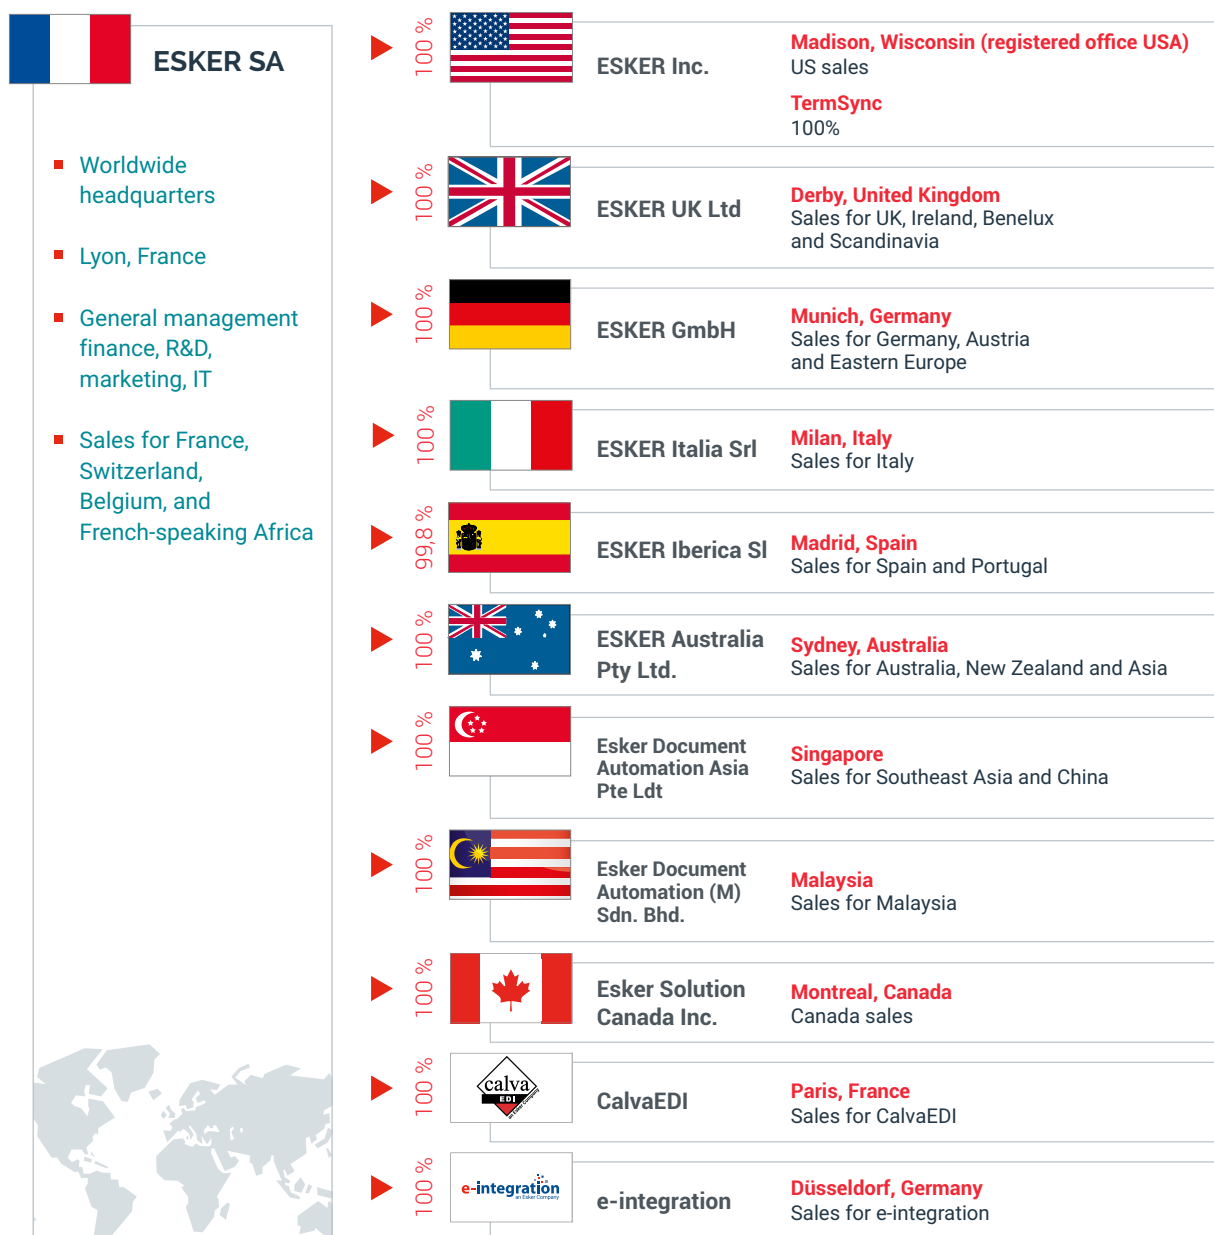 ESKER SA
Worldwide
headquarters
Lyon, France
General management
finance, R&D,
marketing, IT
Sales for France,
Switzerland,
Belgium, and
French-speaking Africa
100 %
ESKER Inc.
Madison, Wisconsin (registered office USA)
US sales
TermSync
100%
100 %
ESKER UK Ltd
Derby, United Kingdom
Sales for UK, Ireland, Benelux
and Scandinavia
100 %
ESKER GmbH
Munich, Germany
Sales for Germany, Austria
and Eastern Europe
100 %
ESKER Italia Srl
Milan, Italy
Sales for Italy
99,8 %
ESKER Iberica Sl
Madrid, Spain
Sales for Spain and Portugal
100 %
ESKER Australia
Pty Ltd.
Sydney, Australia
Sales for Australia, New Zealand and Asia
100 %
Esker Document
Automation Asia
Pte Ldt
Singapore
Sales for Southeast Asia and China
100 %
Esker Document
Automation (M)
Sdn. Bhd.
Malaysia
Sales for Malaysia
100 %
Esker Solution
Canada Inc.
Montreal, Canada
Canada sales
100 %
calva
EDI
an Esker Company
CalvaEDI
Paris, France
Sales for CalvaEDI
100 %
e-integration
an Esker Company
e-integration
Düsseldorf, Germany
Sales for e-integration